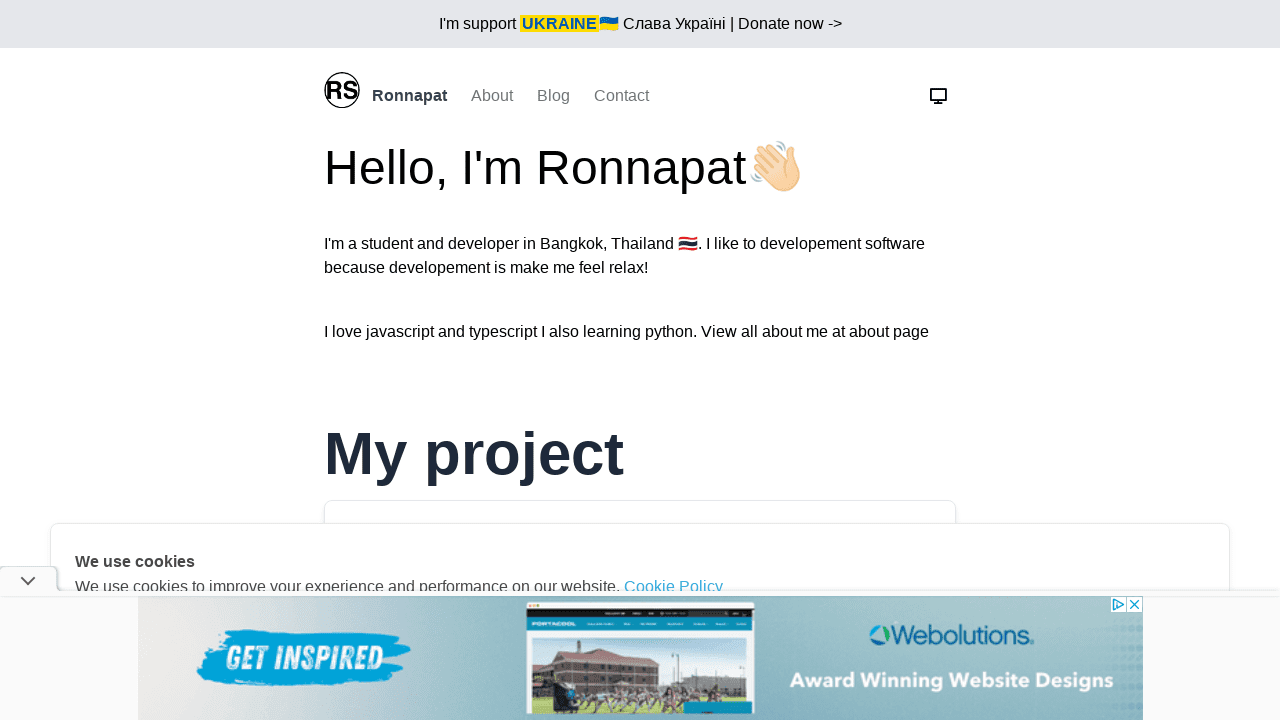 I'm support UKRAINE🇺🇦 Слава Україні | Donate now ->
RS Ronnapat About Blog Contact
Hello, I'm Ronnapat👋🏻
I'm a student and developer in Bangkok, Thailand 🇹🇭. I like to developement software
because developement is make me feel relax!
I love javascript and typescript I also learning python. View all about me at about page
My project
We use cookies
We use cookies to improve your experience and performance on our website. Cookie Policy
GET INSPIRED
PORTACOOL
Webolutions.
Award Winning Website Designs